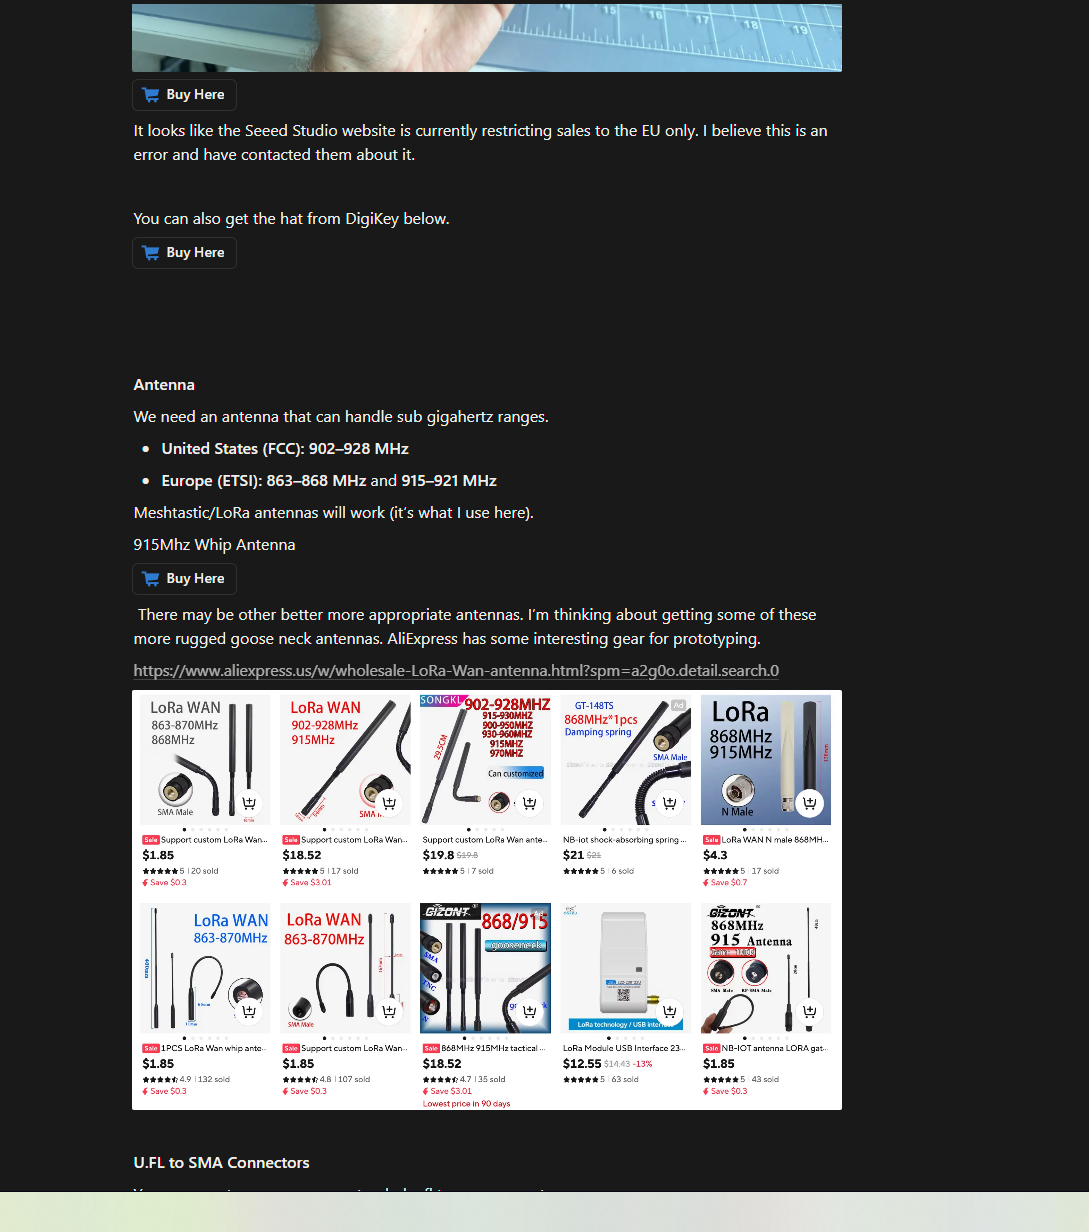 15 16 17 18 19
Buy Here
It looks like the Seeed Studio website is currently restricting sales to the EU only. I believe this is an
error and have contacted them about it.
You can also get the hat from DigiKey below.
Buy Here
Antenna
We need an antenna that can handle sub gigahertz ranges.
• United States (FCC): 902–928 MHz
• Europe (ETSI): 863–868 MHz and 915–921 MHz
Meshtastic/LoRa antennas will work (it’s what I use here).
915Mhz Whip Antenna
Buy Here
There may be other better more appropriate antennas. I’m thinking about getting some of these
more rugged goose neck antennas. AliExpress has some interesting gear for prototyping.
https://www.aliexpress.us/w/wholesale-LoRa-Wan-antenna.html?spm=a2g0o.detail.search.0
LoRa WAN
863-870MHz
868MHz
SMA Male
Sale Support custom LoRa Wan...
$1.85
5 | 20 sold
Save $0.3
LoRa WAN
902-928MHz
915MHz
Sale Support custom LoRa Wan...
$18.52
5 | 17 sold
Save $3.01
SONGKL
902-928MHZ
915-930MHZ
900-950MHZ
930-960MHZ
915MHZ
970MHZ
29.5CM
Can customized
Support custom LoRa Wan ante...
$19.8 $19.8
5 | 7 sold
GT-148TS
Ad
868MHz*1pcs
Damping spring
SMA Male
NB-iot shock-absorbing spring ...
$21 $21
5 | 6 sold
LoRa
868MHz
915MHz
N Male
Sale LoRa WAN N male 868MH...
$4.3
5 | 17 sold
Save $0.7
LoRa WAN
863-870MHz
Sale 1PCS LoRa Wan whip ante...
$1.85
4.9 | 132 sold
Save $0.3
LoRa WAN
863-870MHz
SMA Male
Sale Support custom LoRa Wan...
$1.85
4.8 | 107 sold
Save $0.3
GIZONT
Ad
868/915
gooseneck
SMA
TNC
Sale 868MHz 915MHz tactical ...
$18.52
4.7 | 35 sold
Save $3.01
Lowest price in 90 days
LoRa technology / USB interf
LoRa Module USB Interface 23...
$12.55 $14.43 -13%
5 | 63 sold
GIZONT
868MHz
915 Antenna
SMA Male RP-SMA Male
Sale NB-IOT antenna LORA gat...
$1.85
5 | 43 sold
Save $0.3
U.FL to SMA Connectors